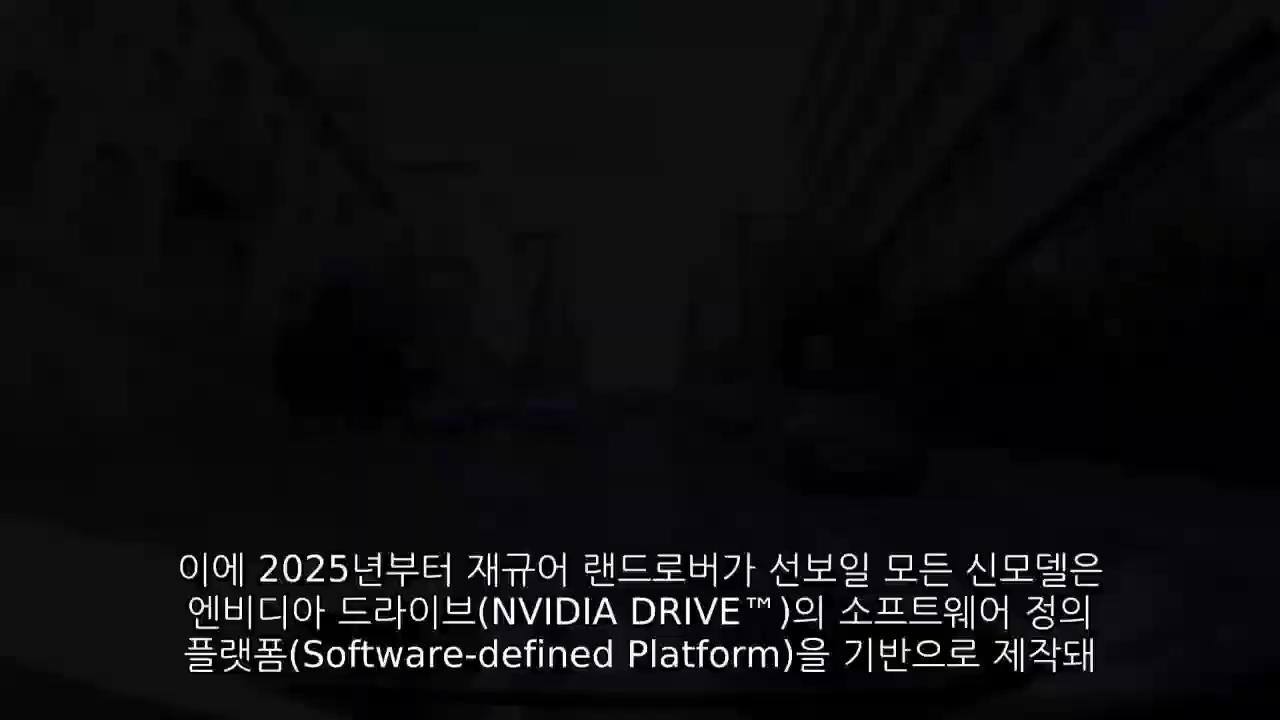 이에 2025년부터 재규어 랜드로버가 선보일 모든 신모델은
엔비디아 드라이브(NVIDIA DRIVE™)의 소프트웨어 정의
플랫폼(Software-defined Platform)을 기반으로 제작돼